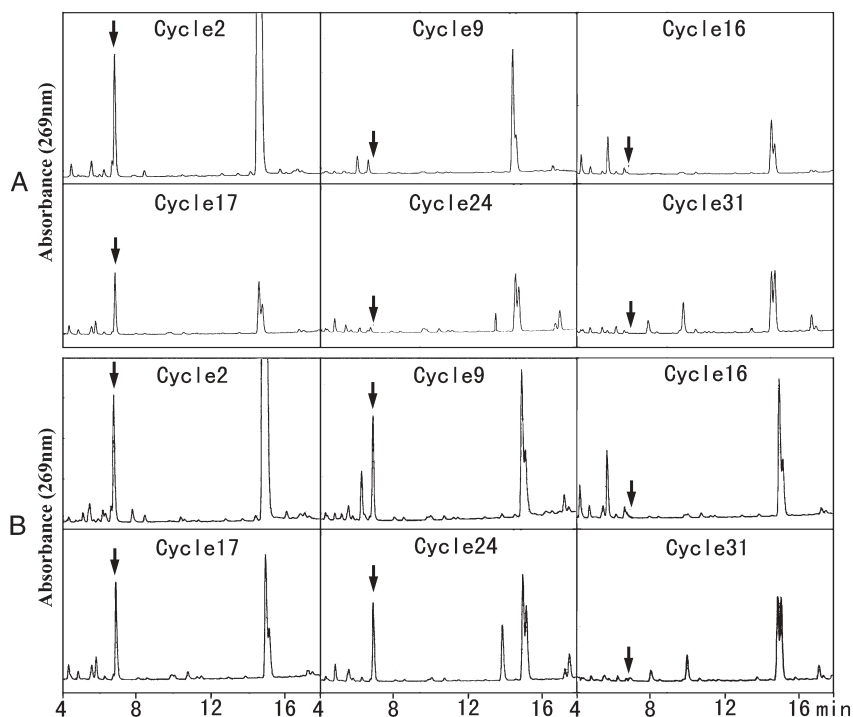 Cycle2 Cycle9 Cycle16
A
Absorbance (269nm)
Cycle17 Cycle24 Cycle31
Cycle2 Cycle9 Cycle16
B
Absorbance (269nm)
Cycle17 Cycle24 Cycle31
4 8 12 16 4 8 12 16 4 8 12 16 min